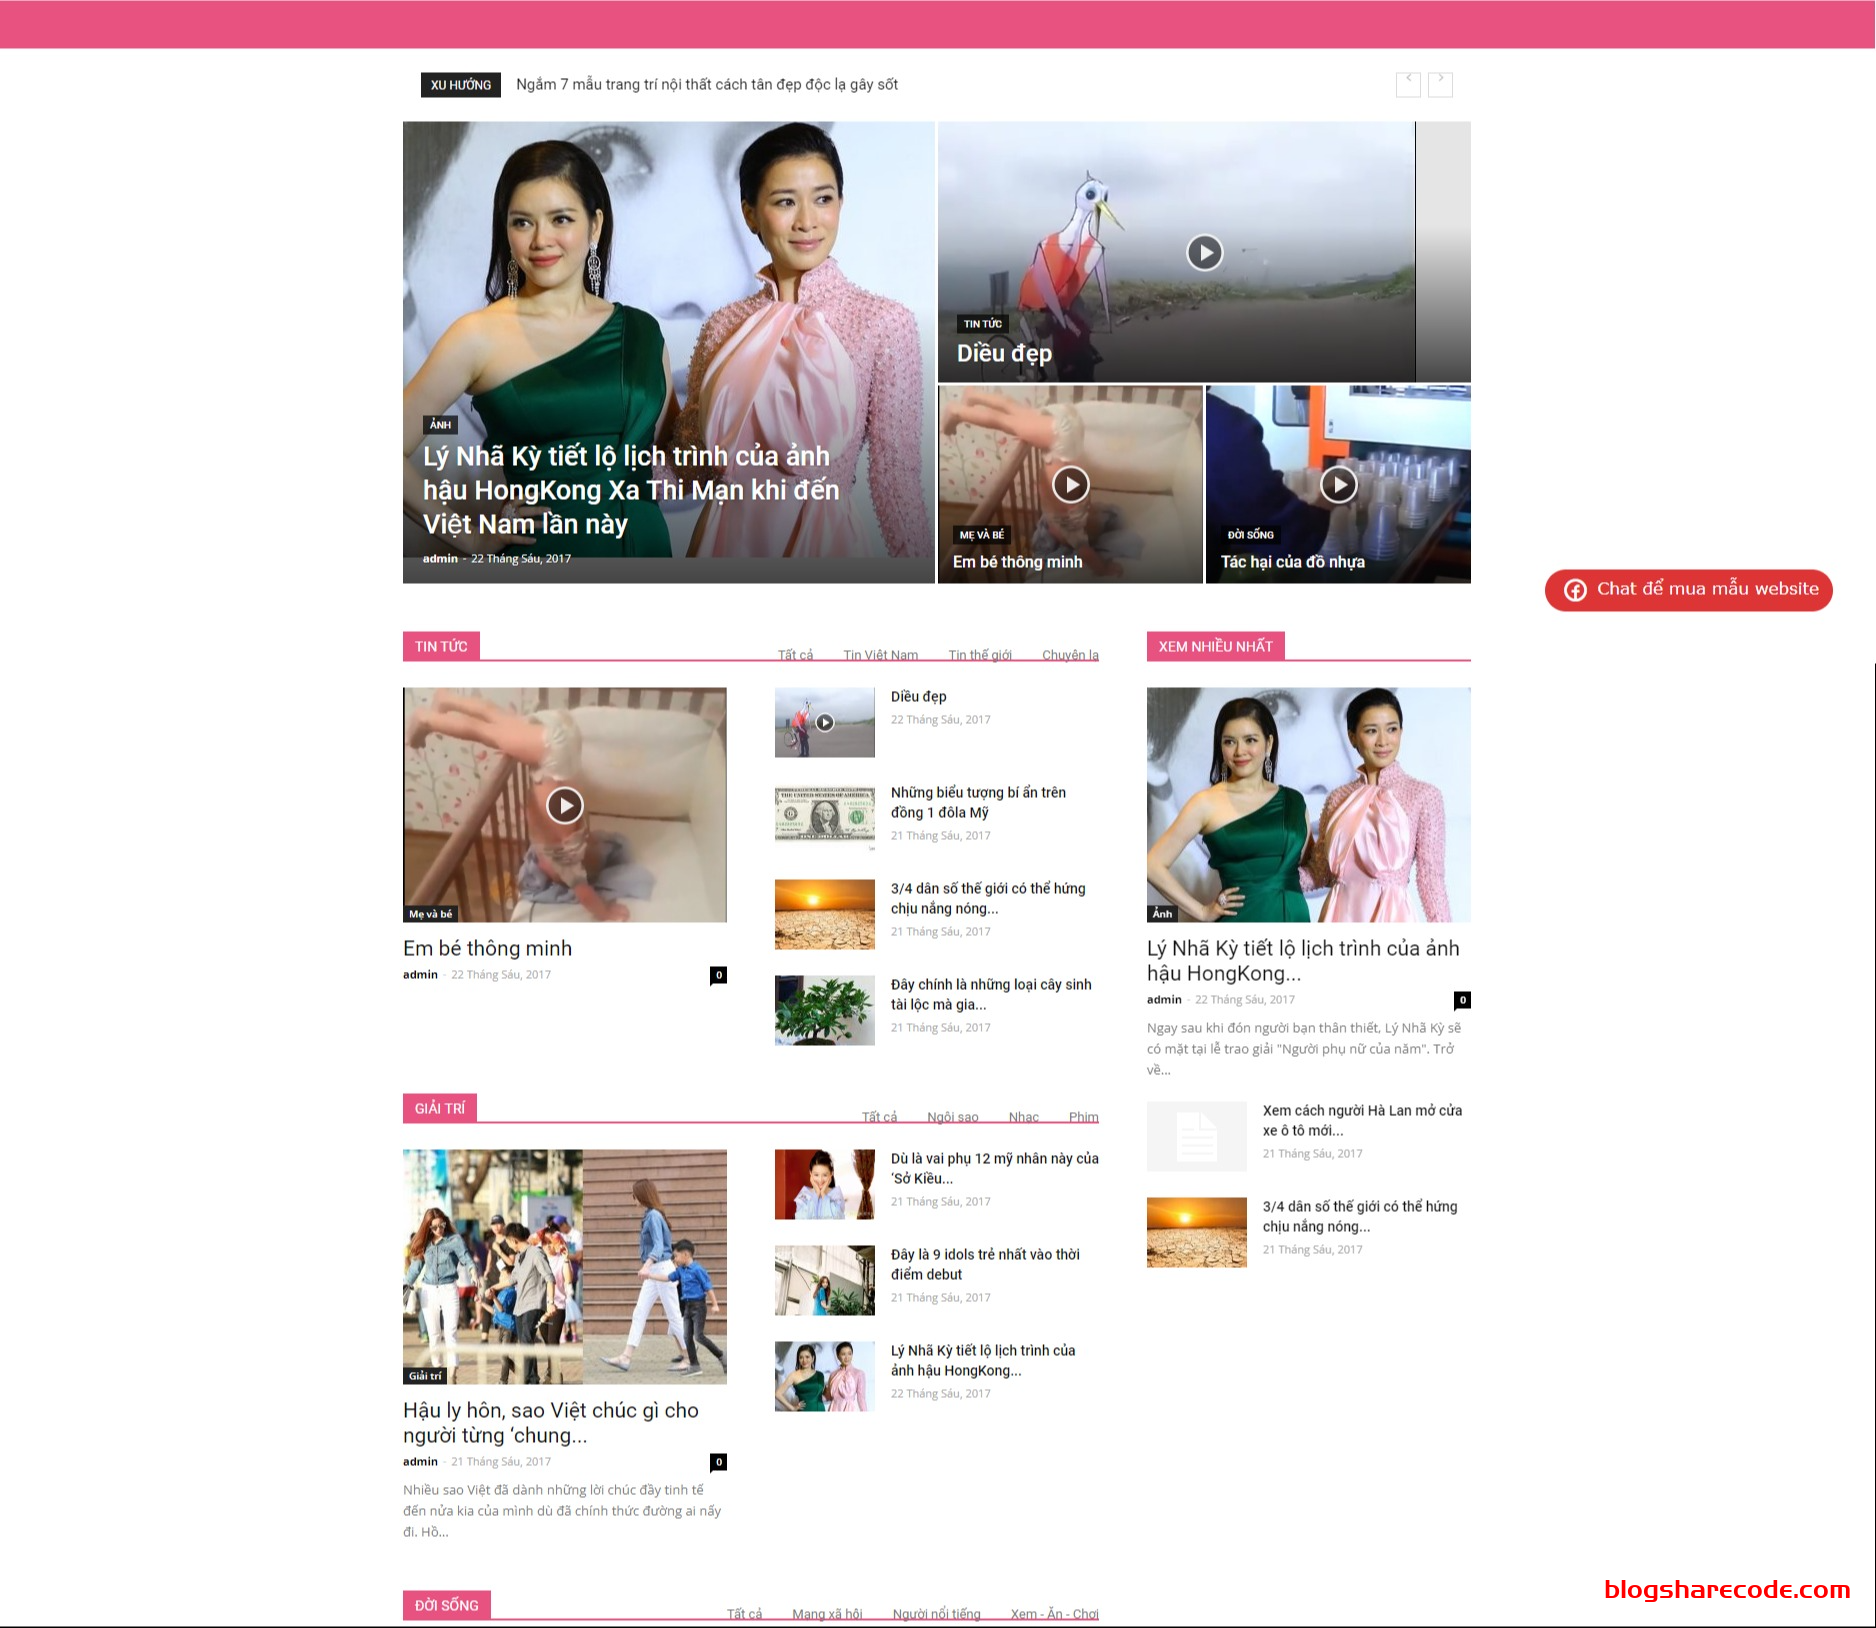 XU HƯỚNG
Ngắm 7 mẫu trang trí nội thất cách tân đẹp độc lạ gây sốt
ẢNH
Lý Nhã Kỳ tiết lộ lịch trình của ảnh
hậu HongKong Xa Thi Mạn khi đến
Việt Nam lần này
admin - 22 Tháng Sáu, 2017
TIN TỨC
Diều đẹp
MẸ VÀ BÉ
Em bé thông minh
ĐỜI SỐNG
Tác hại của đồ nhựa
Chat để mua mẫu website
TIN TỨC
Tất cả
Tin Việt Nam
Tin thế giới
Chuyện lạ
Mẹ và bé
Em bé thông minh
admin - 22 Tháng Sáu, 2017
0
Diều đẹp
22 Tháng Sáu, 2017
THE UNITED STATES OF AMERICA
Những biểu tượng bí ẩn trên
đồng 1 đôla Mỹ
21 Tháng Sáu, 2017
3/4 dân số thế giới có thể hứng
chịu nắng nóng...
21 Tháng Sáu, 2017
Đây chính là những loại cây sinh
tài lộc mà gia...
21 Tháng Sáu, 2017
XEM NHIỀU NHẤT
Ảnh
Lý Nhã Kỳ tiết lộ lịch trình của ảnh
hậu HongKong...
admin - 22 Tháng Sáu, 2017
0
Ngay sau khi đón người bạn thân thiết, Lý Nhã Kỳ sẽ
có mặt tại lễ trao giải "Người phụ nữ của năm". Trở
về...
Xem cách người Hà Lan mở cửa
xe ô tô mới...
21 Tháng Sáu, 2017
3/4 dân số thế giới có thể hứng
chịu nắng nóng...
21 Tháng Sáu, 2017
GIẢI TRÍ
Tất cả
Ngôi sao
Nhạc
Phim
Giải trí
Hậu ly hôn, sao Việt chúc gì cho
người từng ‘chung...
admin - 21 Tháng Sáu, 2017
0
Nhiều sao Việt đã dành những lời chúc đầy tinh tế
đến nửa kia của mình dù đã chính thức đường ai nấy
đi. Hồ...
Dù là vai phụ 12 mỹ nhân này của
‘Sở Kiều...
21 Tháng Sáu, 2017
Đây là 9 idols trẻ nhất vào thời
điểm debut
21 Tháng Sáu, 2017
Lý Nhã Kỳ tiết lộ lịch trình của
ảnh hậu HongKong...
22 Tháng Sáu, 2017
ĐỜI SỐNG
Tất cả
Mạng xã hội
Người nổi tiếng
Xem - Ăn - Chơi
blogsharecode.com